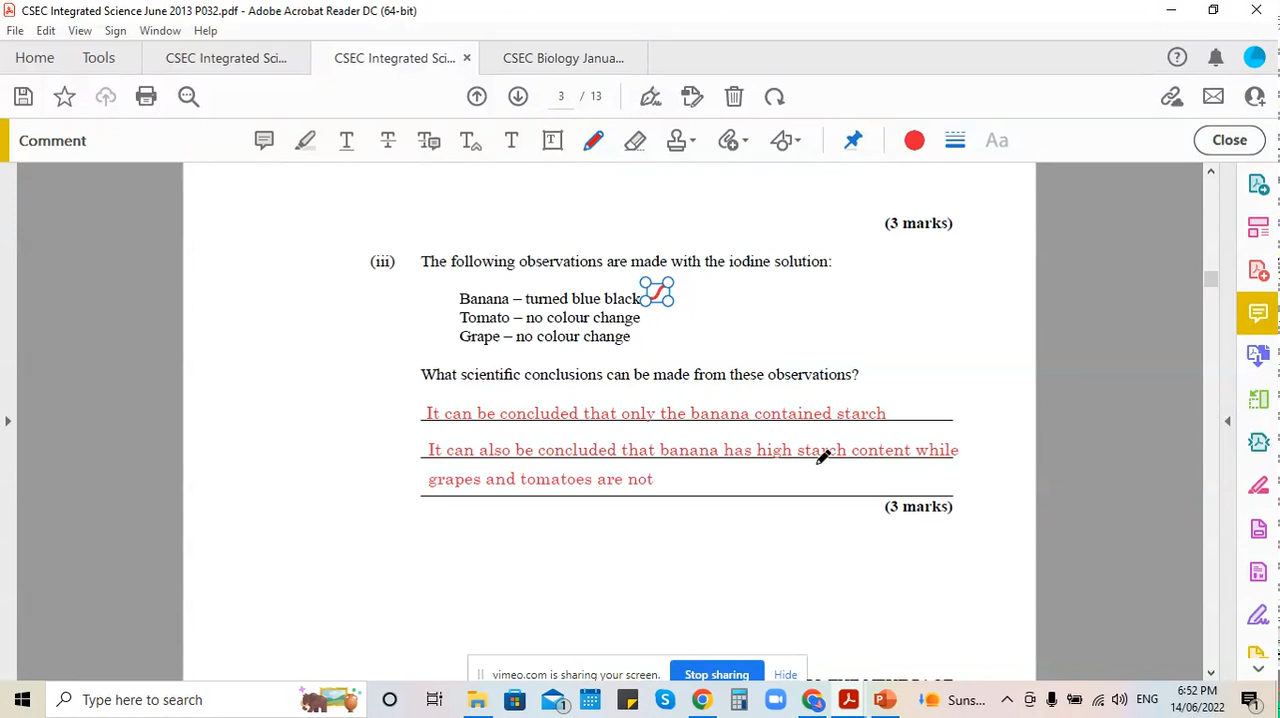 CSEC Integrated Science June 2013 P032.pdf - Adobe Acrobat Reader DC (64-bit)
File Edit View Sign Window Help
Home Tools CSEC Integrated Sci... CSEC Integrated Sci... × CSEC Biology Janua...
3 / 13
Comment Aa Close
(3 marks)
(iii) The following observations are made with the iodine solution:
Banana – turned blue black
Tomato – no colour change
Grape – no colour change
What scientific conclusions can be made from these observations?
It can be concluded that only the banana contained starch
It can also be concluded that banana has high starch content while
grapes and tomatoes are not
(3 marks)
vimeo.com is sharing your screen. Stop sharing Hide
Type here to search
1
Suns...
ENG
6:52 PM
14/06/2022
1